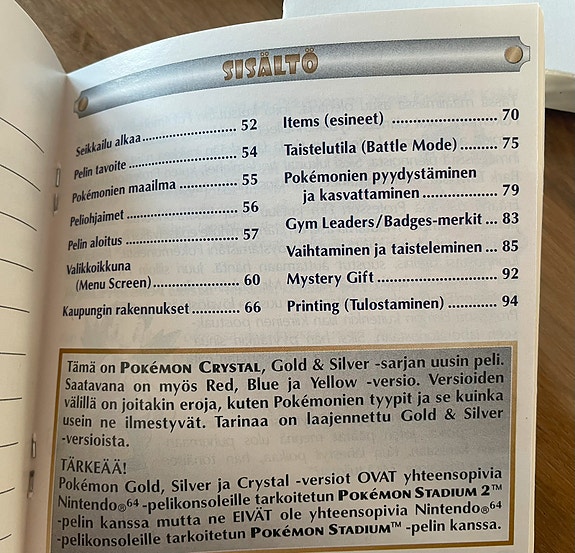 SISÄLTÖ
Seikkailu alkaa........................ 52
Pelin tavoite ........................... 54
Pokémonien maailma ............. 55
Peliohjaimet ............................ 56
Pelin aloitus ............................ 57
Valikkoikkuna
(Menu Screen)...................... 60
Kaupungin rakennukset ........... 66
Items (esineet) ........................ 70
Taistelutila (Battle Mode)......... 75
Pokémonien pyydystäminen
ja kasvattaminen ................. 79
Gym Leaders/Badges-merkit ... 83
Vaihtaminen ja taisteleminen .. 85
Mystery Gift ............................ 92
Printing (Tulostaminen) ........... 94
Tämä on POKÉMON CRYSTAL, Gold & Silver -sarjan uusin peli.
Saatavana on myös Red, Blue ja Yellow -versio. Versioiden
välillä on joitakin eroja, kuten Pokémonien tyypit ja se kuinka
usein ne ilmestyvät. Tarinaa on laajennettu Gold & Silver
-versioista.
TÄRKEÄÄ!
Pokémon Gold, Silver ja Crystal -versiot OVAT yhteensopivia
Nintendo®64 -pelikonsoleille tarkoitetun POKÉMON STADIUM 2™
-pelin kanssa mutta ne EIVÄT ole yhteensopivia Nintendo®64
-pelikonsoleille tarkoitetun POKÉMON STADIUM™ -pelin kanssa.